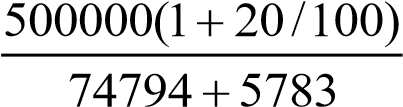 500000(1 + 20 / 100)
74794 + 5783